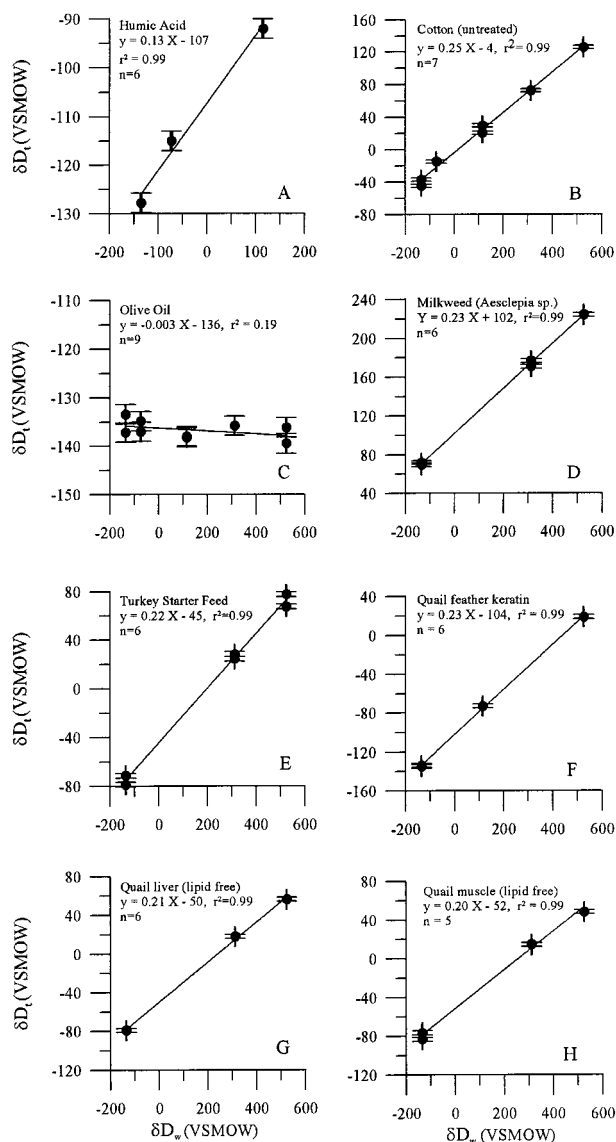 Humic Acid
y = 0.13 X - 107
r² = 0.99
n=6
-90
-100
-110
-120
-130
δDt(VSMOW)
-200 -100 0 100 200
A
Cotton (untreated)
y = 0.25 X - 4, r²= 0.99
n=7
160
120
80
40
0
-40
-80
-200 0 200 400 600
B
Olive Oil
y = -0.003 X - 136, r² = 0.19
n=9
-110
-120
-130
-140
-150
δDt(VSMOW)
-200 0 200 400 600
C
Milkweed (Aesclepia sp.)
Y = 0.23 X + 102, r²=0.99
n=6
240
200
160
120
80
40
-200 0 200 400 600
D
Turkey Starter Feed
y = 0.22 X - 45, r²=0.99
n=6
80
40
0
-40
-80
δDt(VSMOW)
-200 0 200 400 600
E
Quail feather keratin
y = 0.23 X - 104, r² = 0.99
n = 6
40
0
-40
-80
-120
-160
-200 0 200 400 600
F
Quail liver (lipid free)
y = 0.21 X - 50, r²=0.99
n=6
80
40
0
-40
-80
-120
δDt(VSMOW)
-200 0 200 400 600
δDw(VSMOW)
G
Quail muscle (lipid free)
y = 0.20 X - 52, r² = 0.99
n = 5
80
40
0
-40
-80
-120
-200 0 200 400 600
δDw(VSMOW)
H